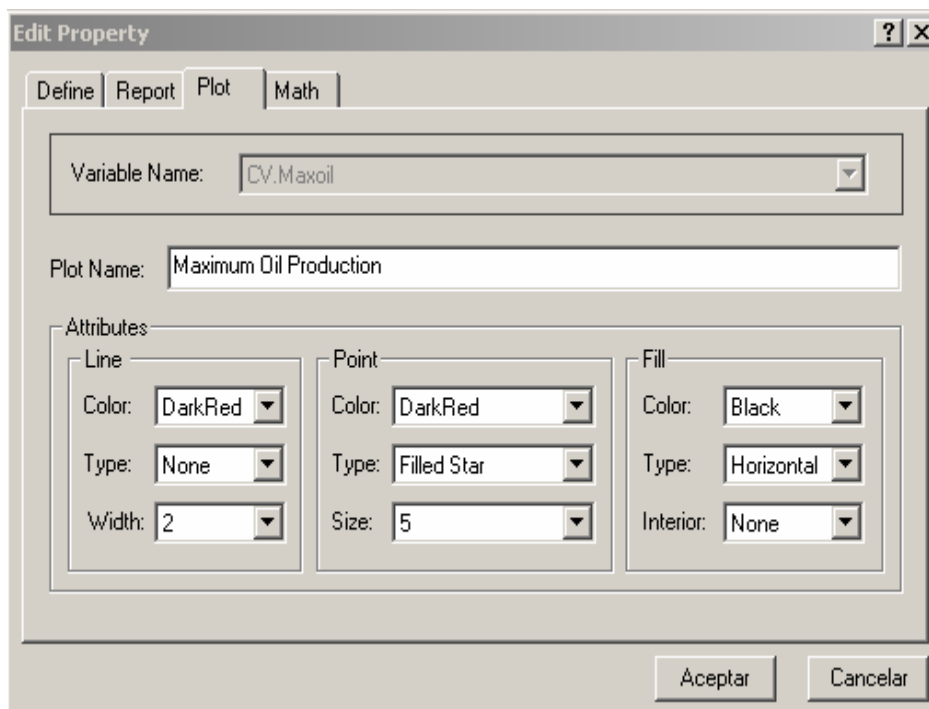 Edit Property
Define Report Plot Math
Variable Name: CV.Maxoil
Plot Name: Maximum Oil Production
Attributes
Line Point Fill
Color: DarkRed Color: DarkRed Color: Black
Type: None Type: Filled Star Type: Horizontal
Width: 2 Size: 5 Interior: None
Aceptar Cancelar